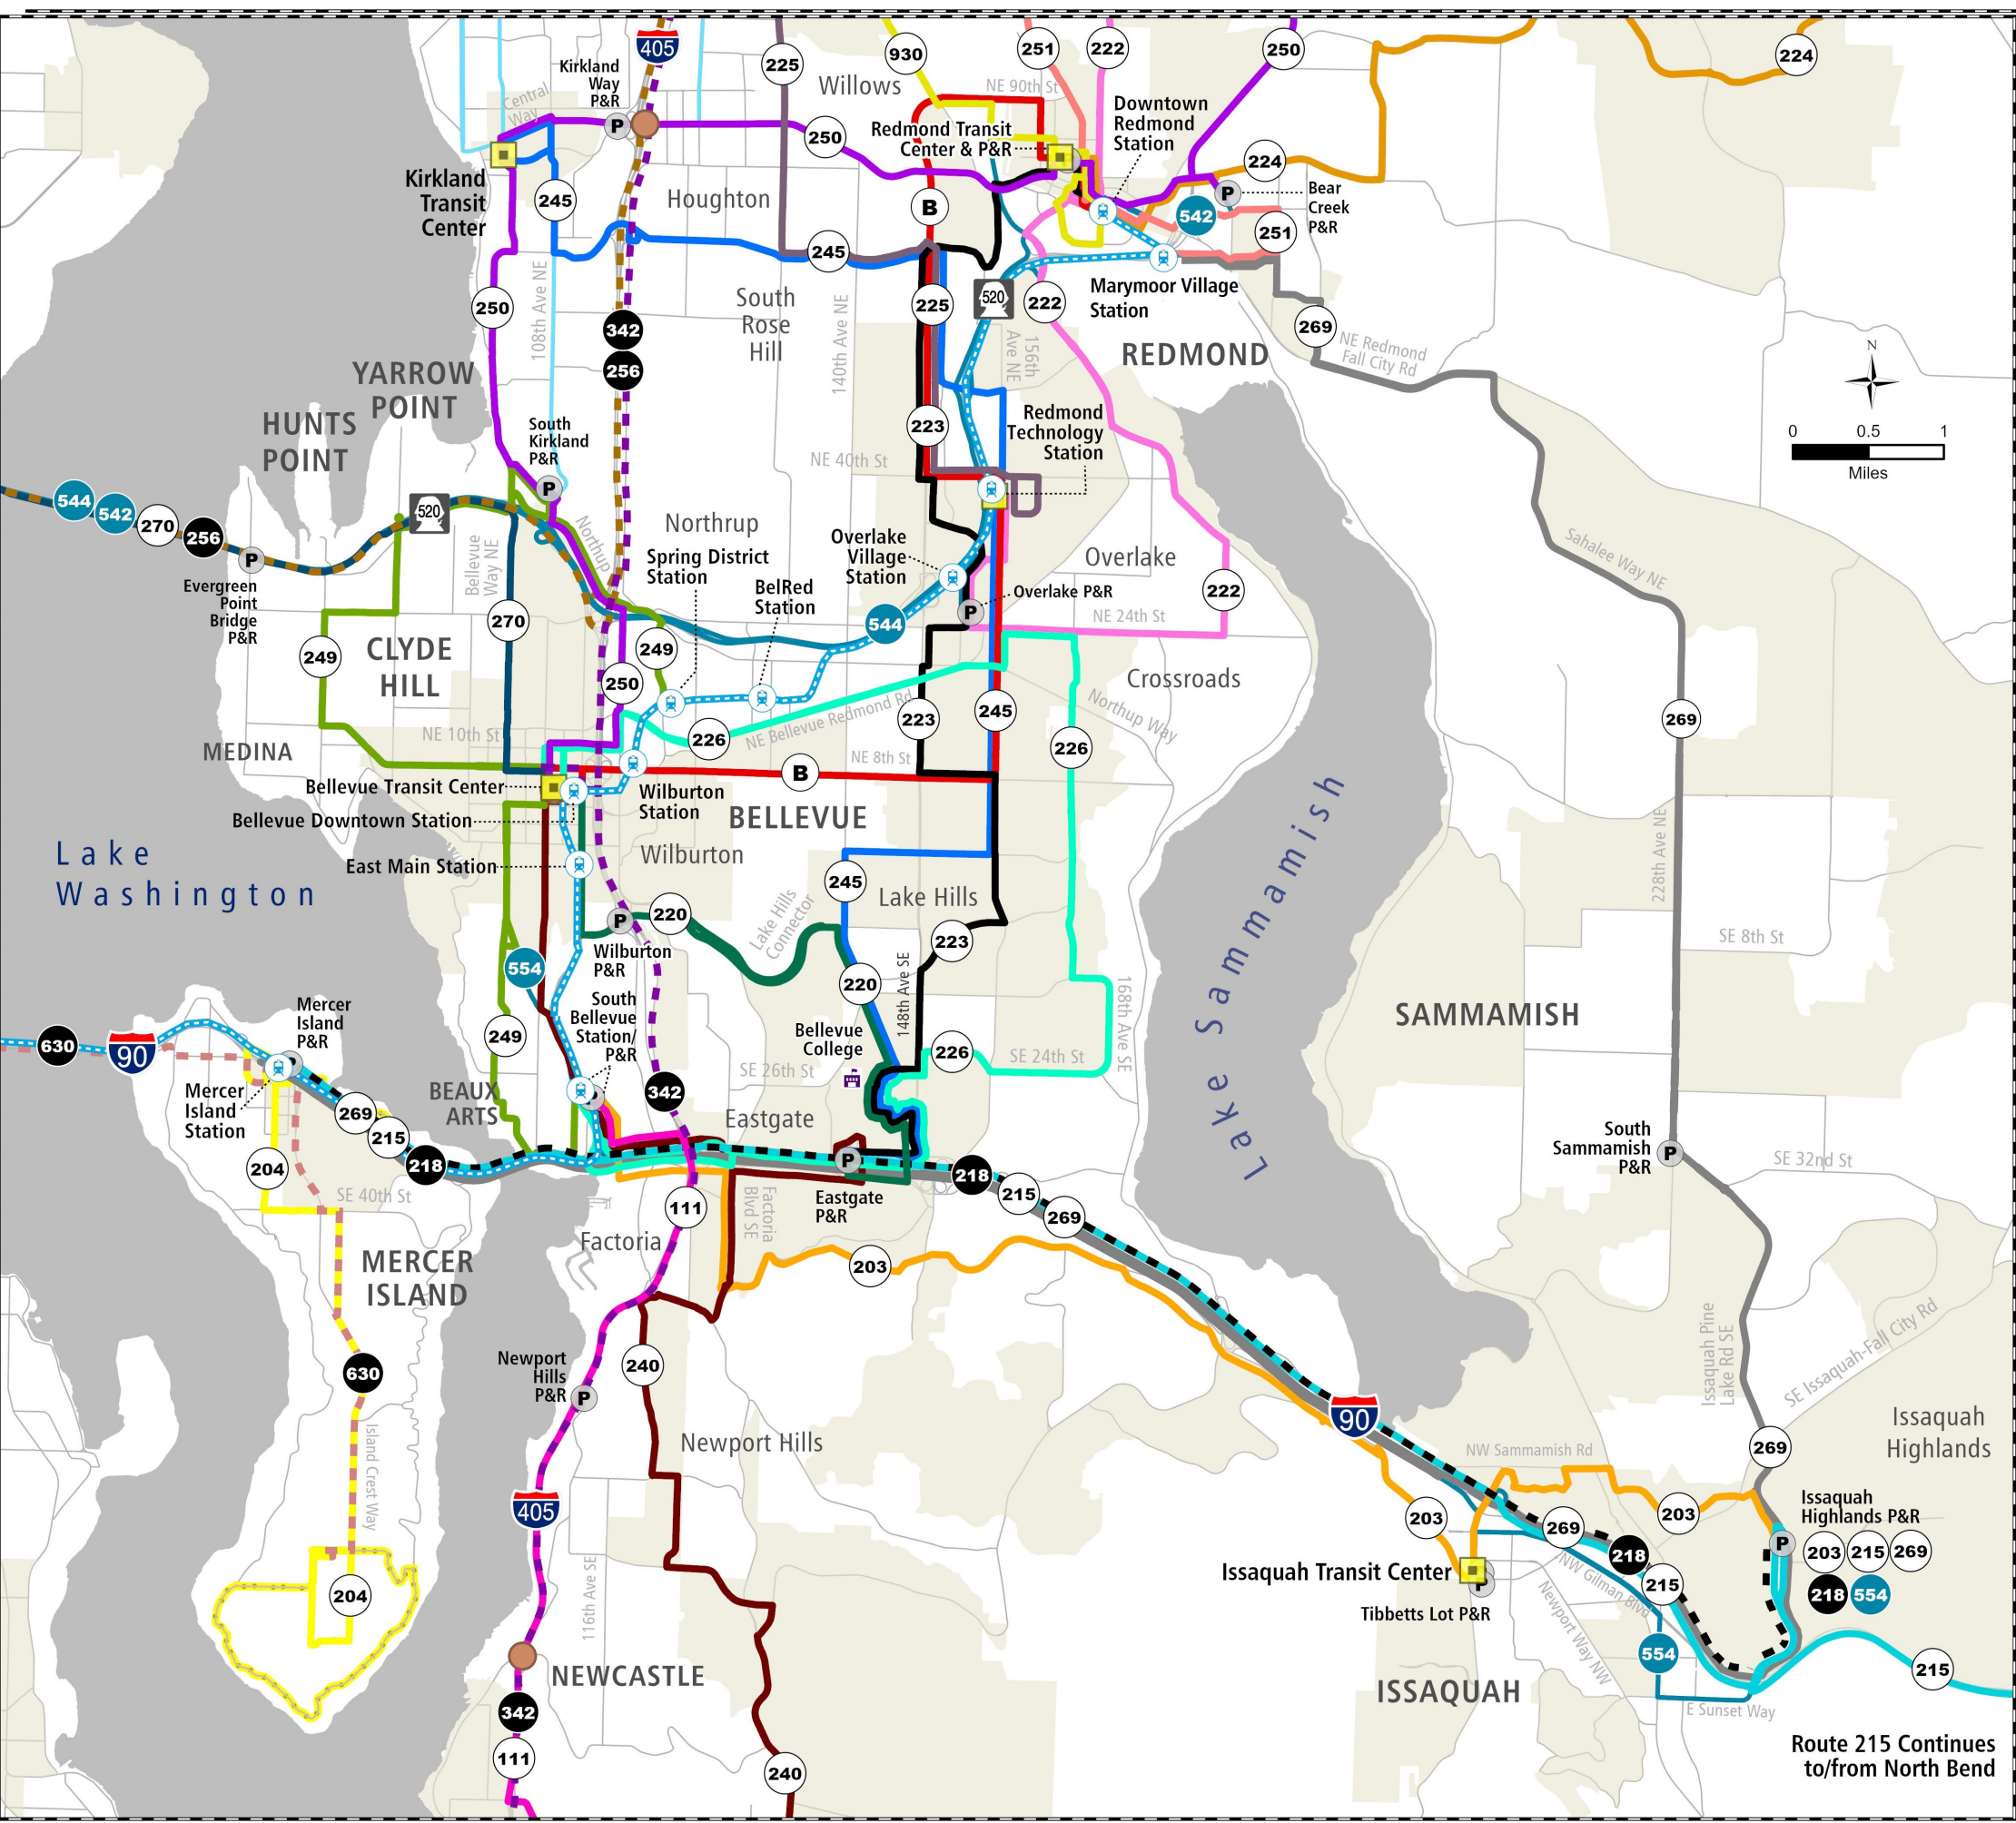 405
225
930
251
222
250
224
Kirkland
Way
P&R
Willows
NE 90th St
Central
Way
Downtown
Redmond
Station
P
250
Redmond Transit
Center & P&R
224
Kirkland
Transit
Center
245
Houghton
B
P
Bear
Creek
P&R
542
251
245
Marymoor Village
Station
108th Ave NE
250
South
Rose
Hill
140th Ave NE
225
520
222
269
342
256
156th
Ave NE
REDMOND
NE Redmond
Fall City Rd
N
0 0.5 1
Miles
YARROW
POINT
HUNTS
POINT
South
Kirkland
P&R
223
Redmond
Technology
Station
NE 40th St
P
544
542
270
256
520
P
Evergreen
Point
Bridge
P&R
Bellevue
Way NE
Northup
Northrup
Spring District
Station
BelRed
Station
Overlake
Village
Station
Overlake
Sahalee Way NE
P
Overlake P&R
222
NE 24th St
544
270
249
CLYDE
HILL
249
250
Crossroads
Northup Way
NE Bellevue Redmond Rd
223
245
226
226
269
NE 10th St
MEDINA
NE 8th St
B
Bellevue Transit Center
Bellevue Downtown Station
Wilburton
Station
BELLEVUE
East Main Station
Wilburton
Lake
Washington
245
Lake Hills
Lake Hills
Connector
228th Ave NE
SE 8th St
P
220
Wilburton
P&R
223
554
220
148th Ave SE
168th Ave SE
Lake Sammamish
SAMMAMISH
South
Bellevue
Station/
P&R
Bellevue
College
Mercer
Island
P&R
630
90
249
226
SE 24th St
SE 26th St
Mercer
Island
Station
BEAUX
ARTS
342
Eastgate
269
215
218
204
SE 40th St
P
Eastgate
P&R
218
215
269
South
Sammamish
P&R
P
SE 32nd St
111
Factoria
Blvd SE
Factoria
203
MERCER
ISLAND
Newport
Hills
P&R
P
240
630
Island Crest Way
Issaquah Pine
Lake Rd SE
SE Issaquah-Fall City Rd
90
Newport Hills
Issaquah
Highlands
NW Sammamish Rd
269
405
203
269
203
Issaquah
Highlands P&R
P
203
215
269
218
554
218
215
Issaquah Transit Center
P
Tibbetts Lot P&R
NW Gilman Blvd
Newport Way NW
204
116th Ave SE
554
215
NEWCASTLE
ISSAQUAH
E Sunset Way
342
111
240
Route 215 Continues
to/from North Bend